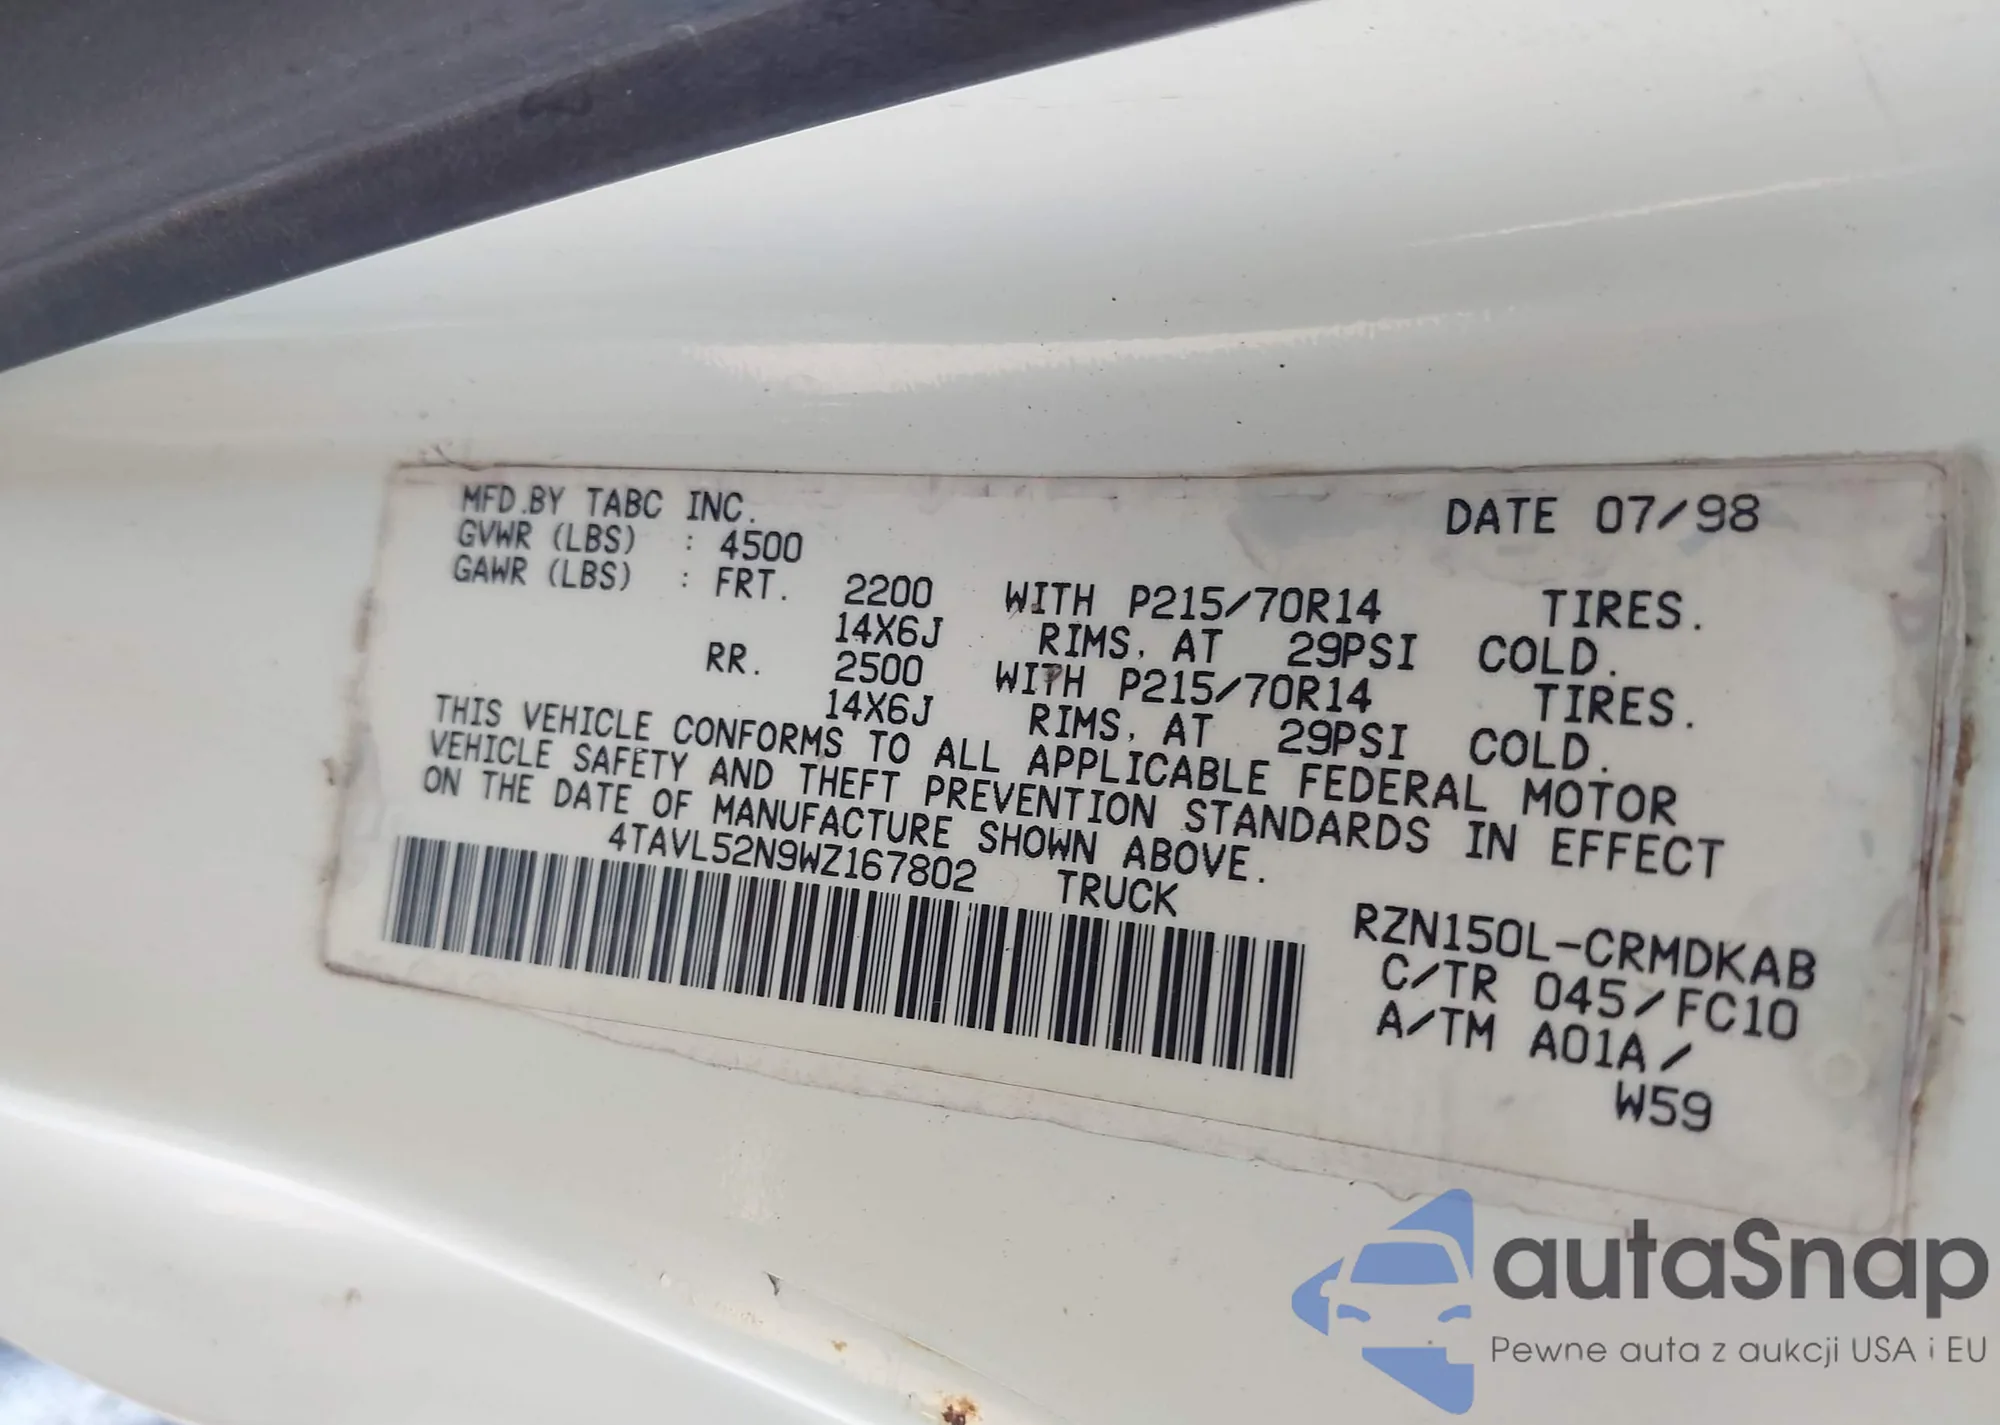 MFD.BY TABC INC. DATE 07/98
GVWR (LBS) : 4500
GAWR (LBS) : FRT. 2200 WITH P215/70R14 TIRES.
14X6J RIMS, AT 29PSI COLD.
RR. 2500 WITH P215/70R14 TIRES.
14X6J RIMS, AT 29PSI COLD.
THIS VEHICLE CONFORMS TO ALL APPLICABLE FEDERAL MOTOR
VEHICLE SAFETY AND THEFT PREVENTION STANDARDS IN EFFECT
ON THE DATE OF MANUFACTURE SHOWN ABOVE.
4TAVL52N9WZ167802 TRUCK
RZN150L-CRMDKAB
C/TR 045/FC10
A/TM A01A/
W59
autaSnap
Pewne auta z aukcji USA i EU